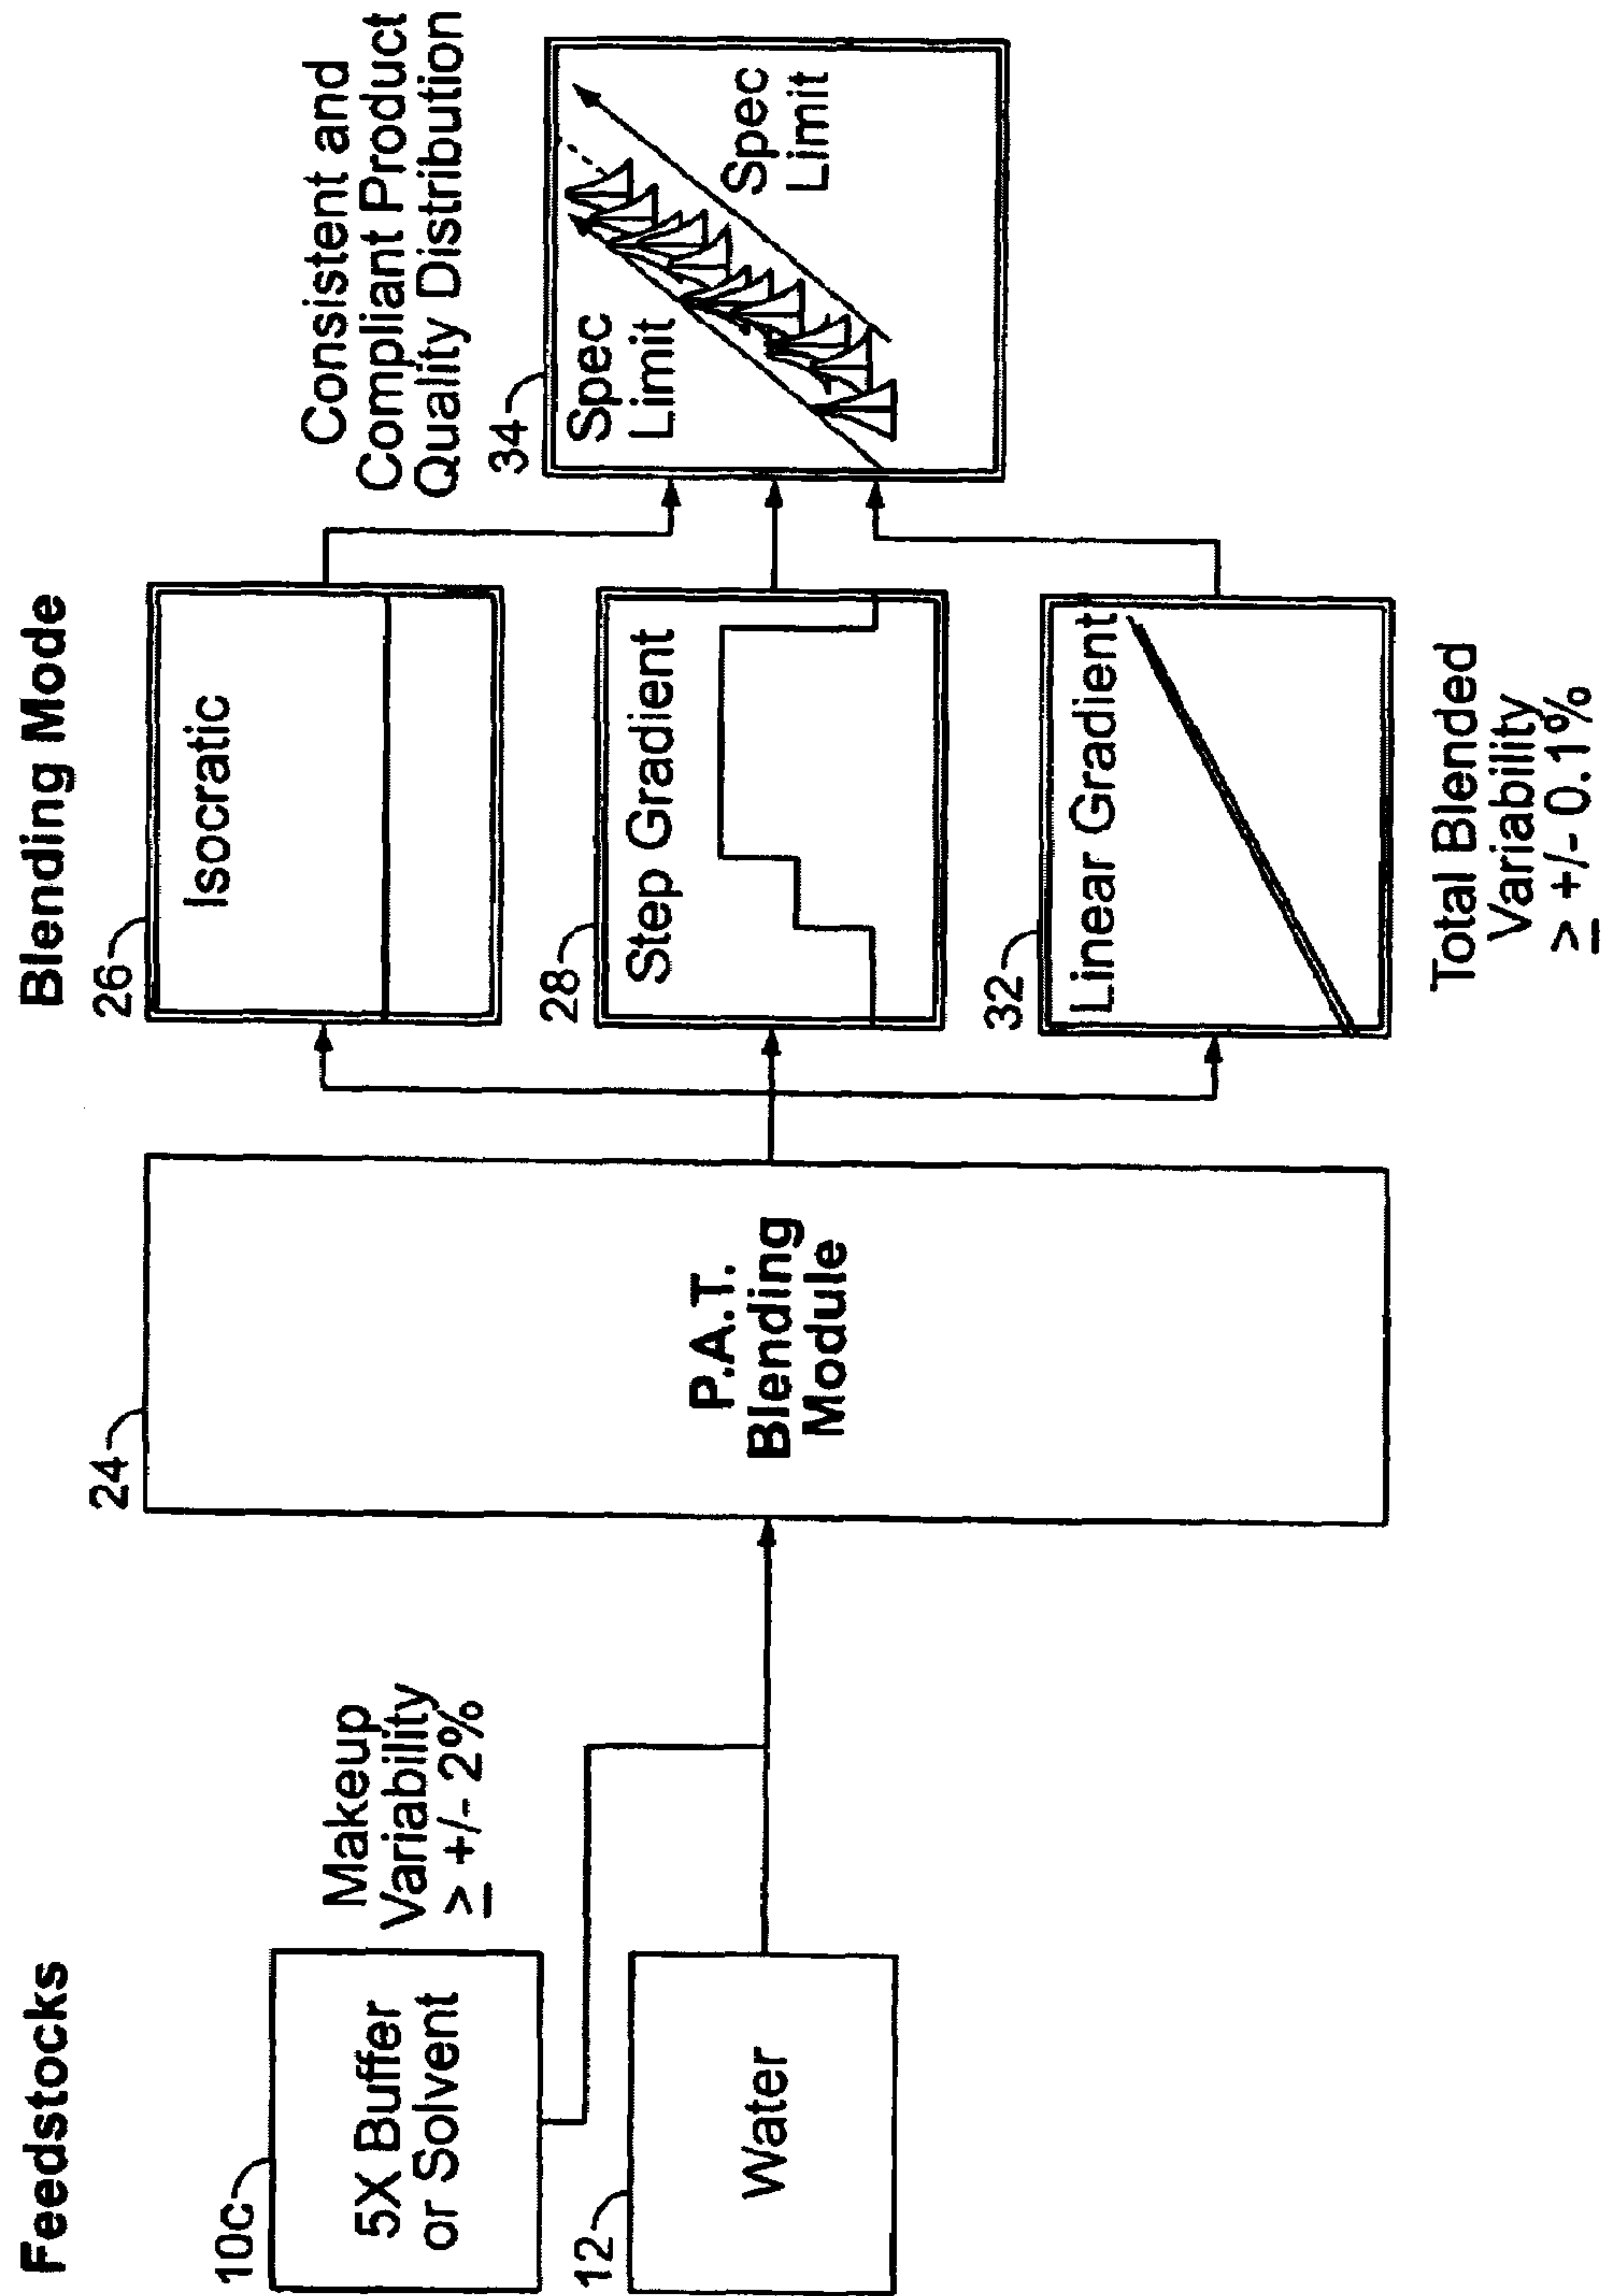 Feedstocks
10c
5X Buffer
or Solvent
Makeup
Variability
≥ +/- 2%
12
Water
24
P.A.T.
Blending
Module
Blending Mode
26
Isocratic
28
Step Gradient
32
Linear Gradient
Total Blended
Variability
≥ +/- 0.1%
Consistent and
Compliant Product
Quality Distribution
34
Spec
Limit
Spec
Limit